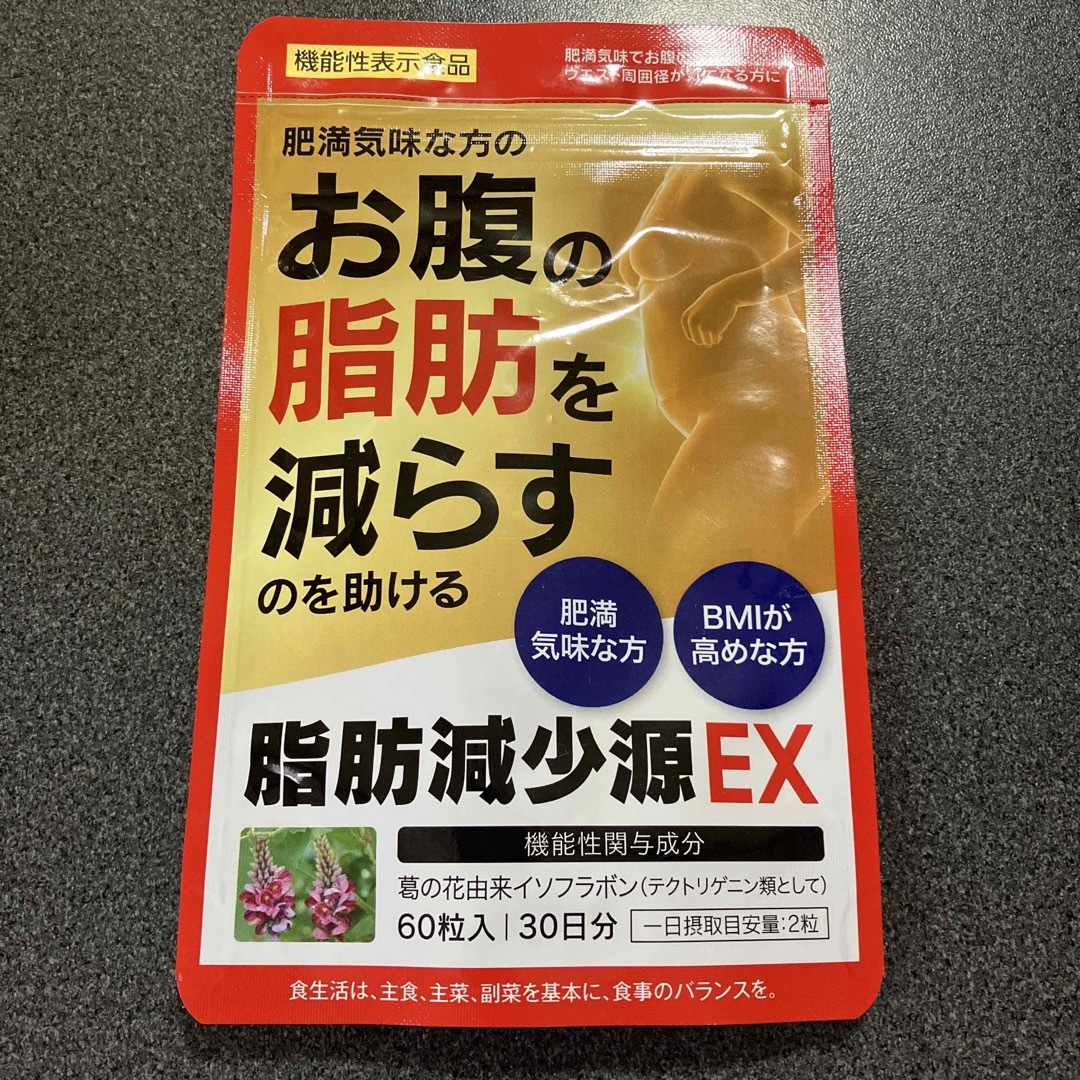 機能性表示食品
肥満気味でお腹の
ウエスト周囲径が気になる方に
肥満気味な方の
お腹の
脂肪を
減らす
のを助ける
肥満
気味な方
BMIが
高めな方
脂肪減少源EX
機能性関与成分
葛の花由来イソフラボン(テクトリゲニン類として)
60粒入|30日分
一日摂取目安量:2粒
食生活は、主食、主菜、副菜を基本に、食事のバランスを。